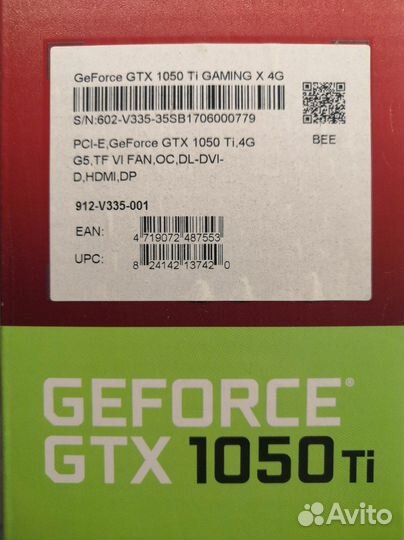 GeForce GTX 1050 Ti GAMING X 4G
S/N:602-V335-35SB1706000779
PCI-E,GeForce GTX 1050 Ti,4G
G5,TF VI FAN,OC,DL-DVI-
D,HDMI,DP
BEE
912-V335-001
EAN:
4 719072 487553
UPC:
8 24142 13742 0
GEFORCE®
GTX 1050 Ti
Avito